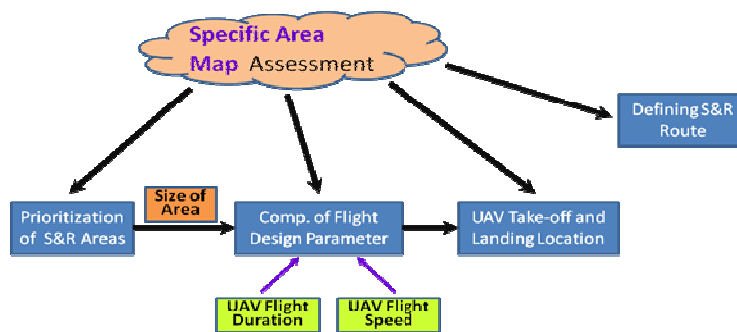 Specific Area
Map Assessment
Defining S&R
Route
Size of
Area
Prioritization
of S&R Areas
Comp. of Flight
Design Parameter
UAV Take-off and
Landing Location
UAV Flight
Duration
UAV Flight
Speed